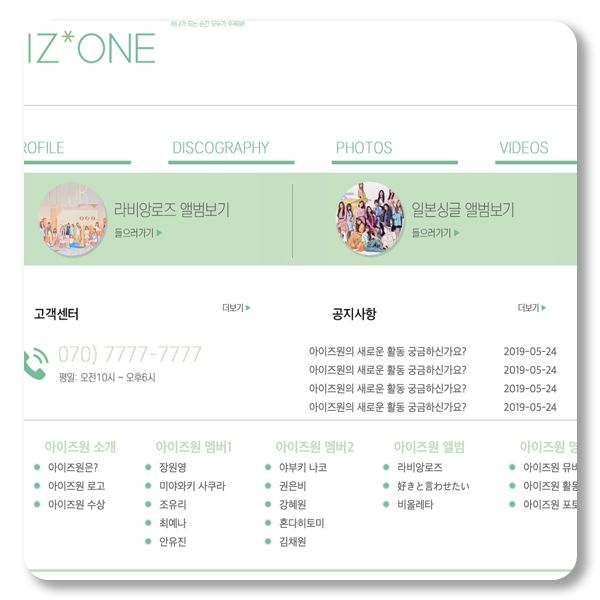 하나가 되는 순간 모두가 주목해!
IZ*ONE
ROFILE DISCOGRAPHY PHOTOS VIDEOS
라비앙로즈 앨범보기 일본싱글 앨범보기
들으러가기 ▶ 들으러가기 ▶
고객센터 더보기 ▶ 공지사항 더보기 ▶
070) 7777-7777
평일: 오전10시 ~ 오후6시
아이즈원의 새로운 활동 궁금하신가요? 2019-05-24
아이즈원의 새로운 활동 궁금하신가요? 2019-05-24
아이즈원의 새로운 활동 궁금하신가요? 2019-05-24
아이즈원의 새로운 활동 궁금하신가요? 2019-05-24
아이즈원 소개 아이즈원 멤버1 아이즈원 멤버2 아이즈원 앨범 아이즈원
아이즈원은? 장원영 야부키 나코 라비앙로즈 아이즈원 뮤비
아이즈원 로고 미야와키 사쿠라 권은비 好きと言わせたい 아이즈원 활동
아이즈원 수상 조유리 강혜원 비올레타 아이즈원 포토
최예나 혼다히토미
안유진 김채원